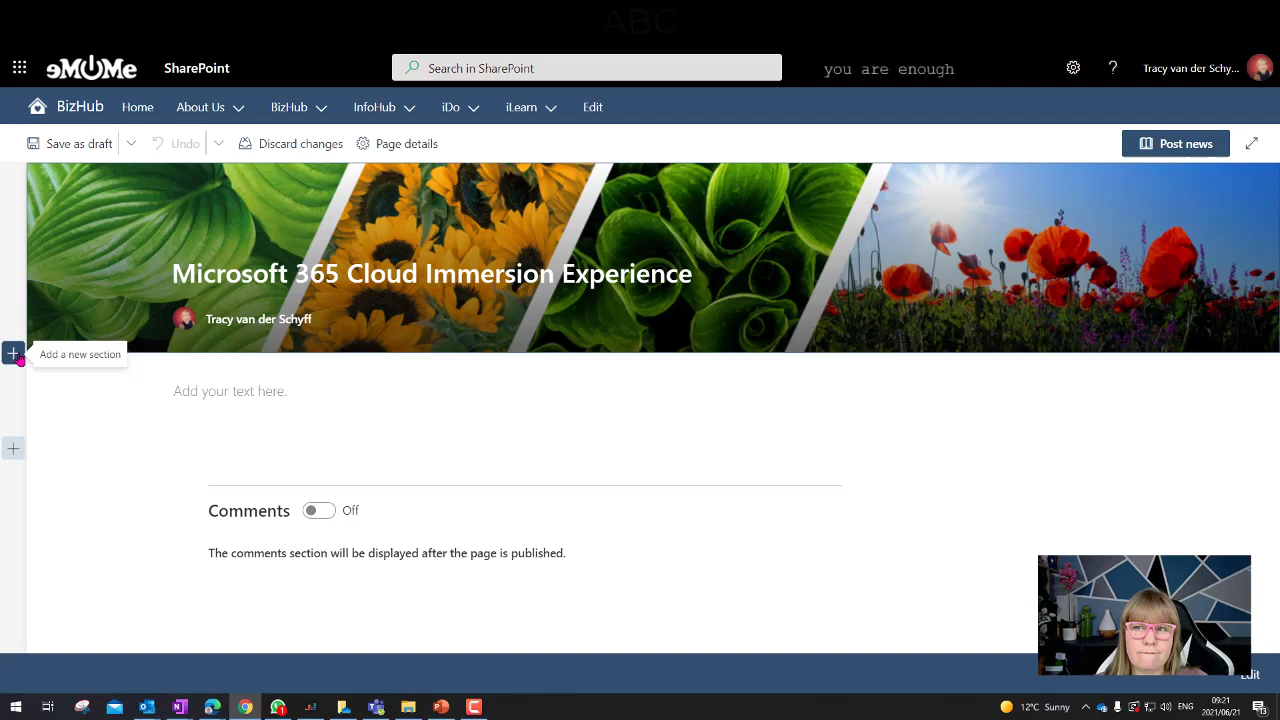 ABC
eMOMe SharePoint Search in SharePoint you are enough ? Tracy van der Schy...
BizHub Home About Us BizHub InfoHub iDo iLearn Edit
Save as draft Undo Discard changes Page details Post news
Microsoft 365 Cloud Immersion Experience
Tracy van der Schyff
Add a new section
Add your text here.
Comments Off
The comments section will be displayed after the page is published.
Edit
12°C Sunny 09:21
2021/06/21